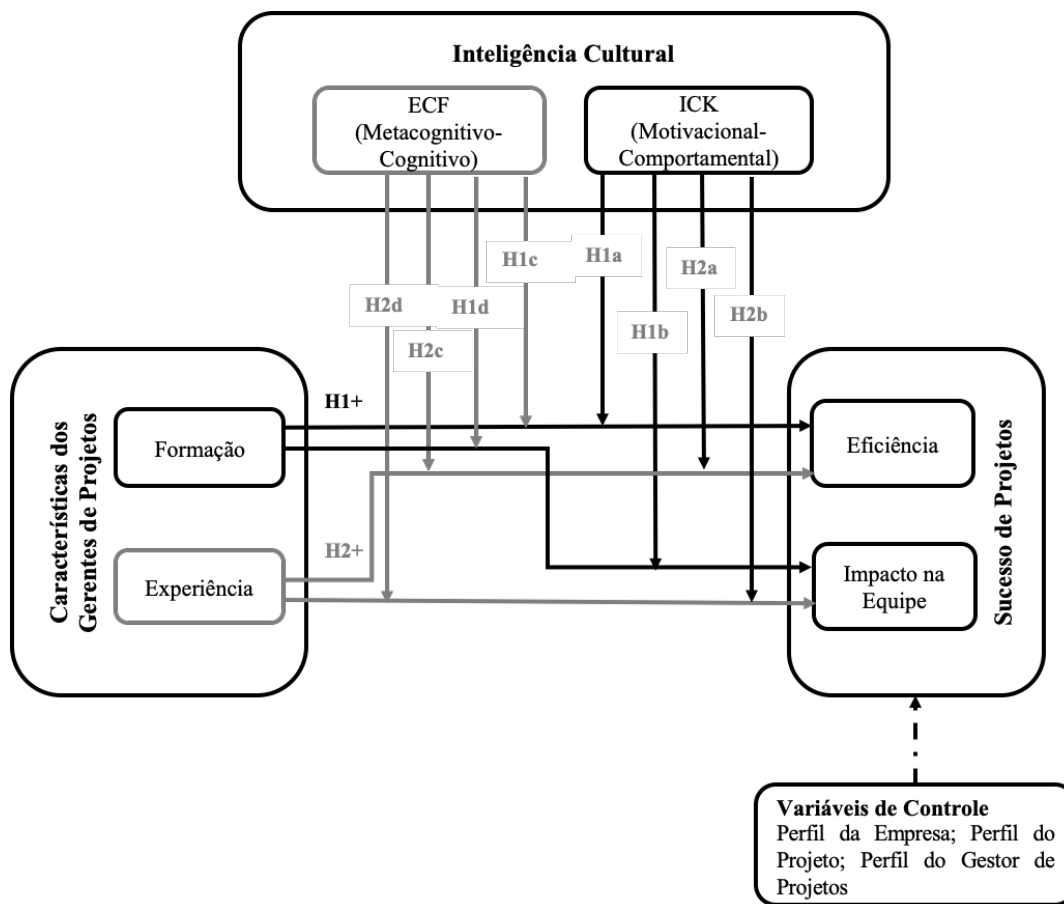 Inteligência Cultural
ECF
(Metacognitivo-
Cognitivo)
ICK
(Motivacional-
Comportamental)
H1c
H1a
H2a
H2d
H1d
H1b
H2b
H2c
Características dos
Gerentes de Projetos
H1+
Formação
H2+
Experiência
Eficiência
Impacto na
Equipe
Sucesso de Projetos
Variáveis de Controle
Perfil da Empresa; Perfil do
Projeto; Perfil do Gestor de
Projetos